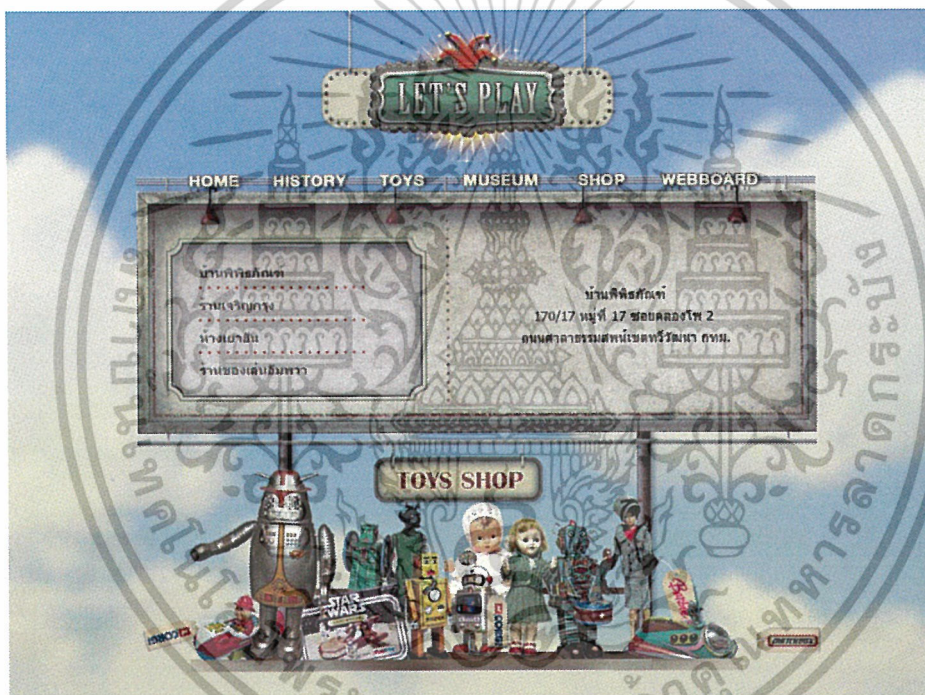 LET'S PLAY
HOME HISTORY TOYS MUSEUM SHOP WEBBOARD
บ้านพิพิธภัณฑ์
ร้านเจริญกรุง
ห้างเยาฮัน
ร้านของเล่นอัมพวา
บ้านพิพิธภัณฑ์
170/17 หมู่ที่ 17 ซอยคลองโพ 2
ถนนศาลาธรรมสพน์เขตทวีวัฒนา กทม.
TOYS SHOP
STAR
WARS
CORGI
CORGI
Barbie